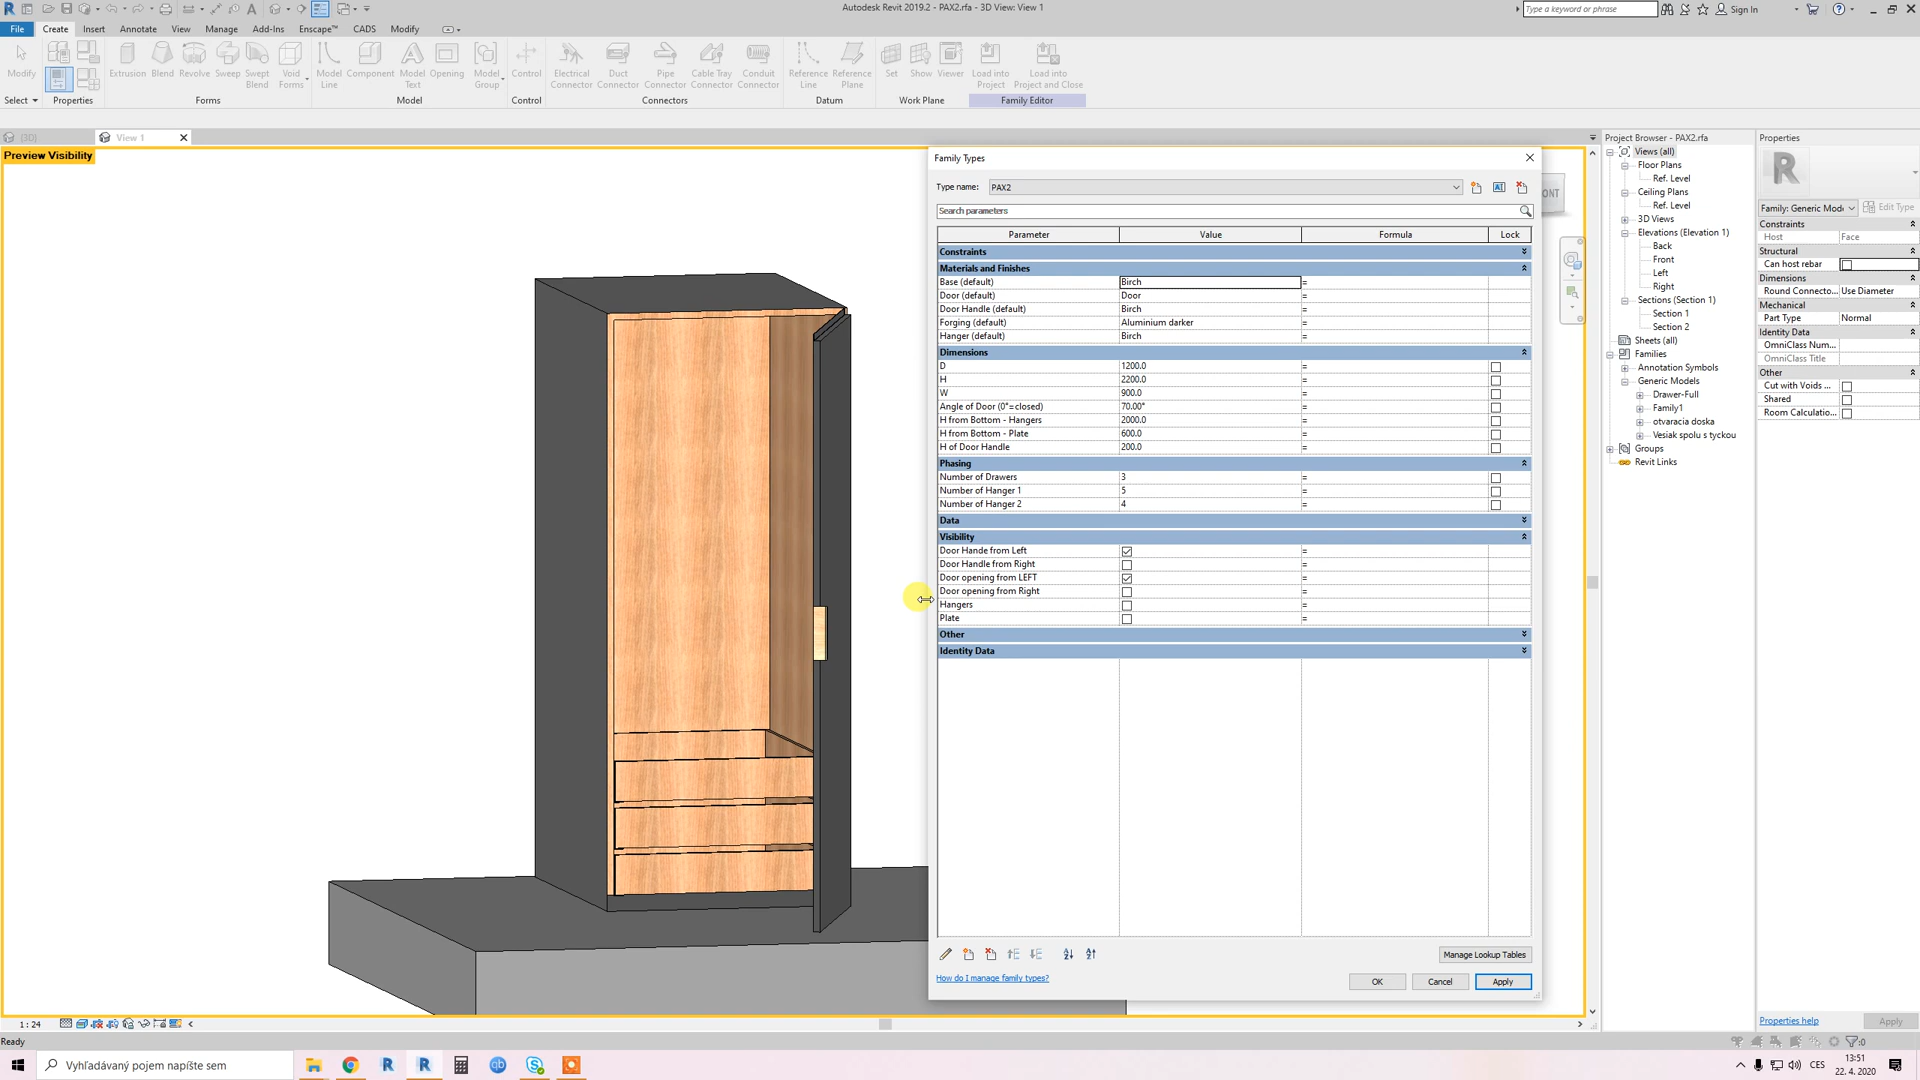 Autodesk Revit 2019.2 - PAX2.rfa - 3D View: View 1
Type a keyword or phrase
Sign In
File Create Insert Annotate View Manage Add-Ins Enscape™ CADS Modify
Modify
Extrusion Blend Revolve Sweep Swept Blend Void Forms
Model Line Component Model Text Opening Model Group
Control
Electrical Connector Duct Connector Pipe Connector Cable Tray Connector Conduit Connector
Reference Line Reference Plane
Set Show Viewer
Load into Project Load into Project and Close
Select Properties Forms Model Control Connectors Datum Work Plane Family Editor
(3D) View 1
Preview Visibility
Family Types
Type name: PAX2
Search parameters
Parameter Value Formula Lock
Constraints
Materials and Finishes
Base (default) Birch =
Door (default) Door =
Door Handle (default) Birch =
Forging (default) Aluminium darker =
Hanger (default) Birch =
Dimensions
D 1200.0 =
H 2200.0 =
W 900.0 =
Angle of Door (0°=closed) 70.00° =
H from Bottom - Hangers 2000.0 =
H from Bottom - Plate 600.0 =
H of Door Handle 200.0 =
Phasing
Number of Drawers 3 =
Number of Hanger 1 5 =
Number of Hanger 2 4 =
Data
Visibility
Door Hande from Left =
Door Handle from Right =
Door opening from LEFT =
Door opening from Right =
Hangers =
Plate =
Other
Identity Data
Manage Lookup Tables
How do I manage family types?
OK Cancel Apply
ONT
Project Browser - PAX2.rfa
Views (all)
Floor Plans
Ref. Level
Ceiling Plans
Ref. Level
3D Views
Elevations (Elevation 1)
Back
Front
Left
Right
Sections (Section 1)
Section 1
Section 2
Sheets (all)
Families
Annotation Symbols
Generic Models
Drawer-Full
Family1
otvaracia doska
Vesiak spolu s tyckou
Groups
Revit Links
Properties
R
Family: Generic Mode Edit Type
Constraints
Host Face
Structural
Can host rebar
Dimensions
Round Connecto... Use Diameter
Mechanical
Part Type Normal
Identity Data
OmniClass Num...
OmniClass Title
Other
Cut with Voids ...
Shared
Room Calculatio...
Properties help Apply
1 : 24
Ready
:0
Vyhľadávaný pojem napíšte sem
CES
13:51
22. 4. 2020